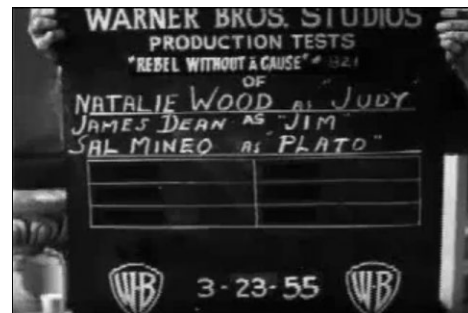 WARNER BROS. STUDIOS
PRODUCTION TESTS
"REBEL WITHOUT A CAUSE" # 821
OF
NATALIE WOOD AS "JUDY"
JAMES DEAN AS "JIM"
SAL MINEO AS "PLATO"
WB 3-23-55 WB